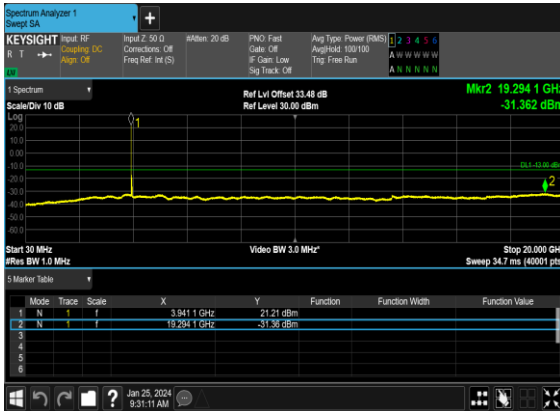 Spectrum Analyzer 1
Swept SA
KEYSIGHT
R T
LXI
Input: RF
Coupling: DC
Align: Off
Input Z: 50 Ω
Corrections: Off
Freq Ref: Int (S)
#Atten: 20 dB
PNO: Fast
Gate: Off
IF Gain: Low
Sig Track: Off
Avg Type: Power (RMS)
Avg|Hold: 100/100
Trig: Free Run
1 2 3 4 5 6
A W W W W W
A N N N N N
1 Spectrum
Scale/Div 10 dB
Ref Lvl Offset 33.48 dB
Ref Level 30.00 dBm
Mkr2 19.294 1 GHz
-31.362 dBm
Log
20.0
10.0
0.00
-10.0
-20.0
-30.0
-40.0
-50.0
-60.0
1
DL1 -13.00 dBm
2
Start 30 MHz
#Res BW 1.0 MHz
Video BW 3.0 MHz*
Stop 20.000 GH
Sweep 34.7 ms (40001 pts
5 Marker Table
Mode Trace Scale X Y Function Function Width Function Value
1 N 1 f 3.941 1 GHz 21.21 dBm
2 N 1 f 19.294 1 GHz -31.36 dBm
3
4
5
6
?
Jan 25, 2024
9:31:11 AM